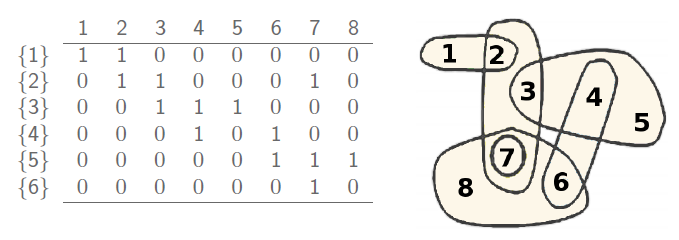 1 2 3 4 5 6 7 8
{1} 1 1 0 0 0 0 0 0
{2} 0 1 1 0 0 0 1 0
{3} 0 0 1 1 1 0 0 0
{4} 0 0 0 1 0 1 0 0
{5} 0 0 0 0 0 1 1 1
{6} 0 0 0 0 0 0 1 0
1 2
3 4
5
7
8 6